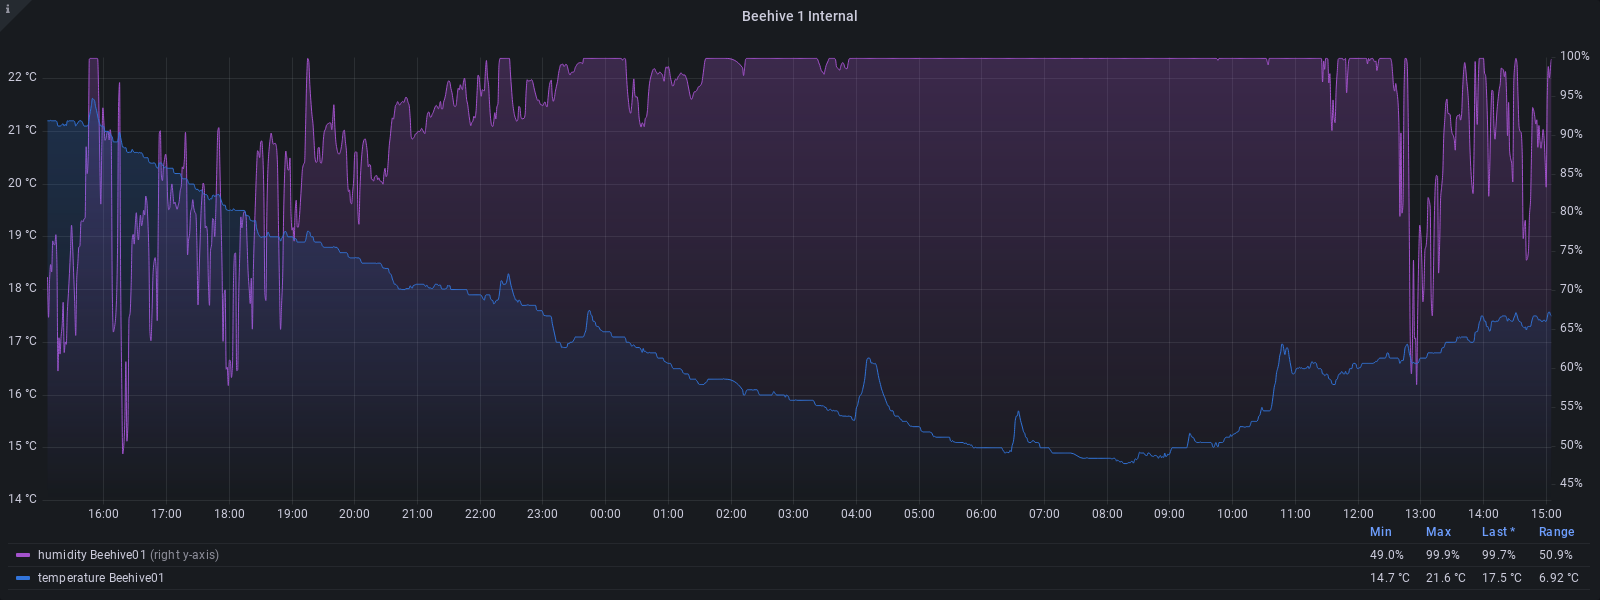 i
Beehive 1 Internal
22 °C
21 °C
20 °C
19 °C
18 °C
17 °C
16 °C
15 °C
14 °C
100%
95%
90%
85%
80%
75%
70%
65%
60%
55%
50%
45%
16:00 17:00 18:00 19:00 20:00 21:00 22:00 23:00 00:00 01:00 02:00 03:00 04:00 05:00 06:00 07:00 08:00 09:00 10:00 11:00 12:00 13:00 14:00 15:00
Min Max Last * Range
humidity Beehive01 (right y-axis) 49.0% 99.9% 99.7% 50.9%
temperature Beehive01 14.7 °C 21.6 °C 17.5 °C 6.92 °C